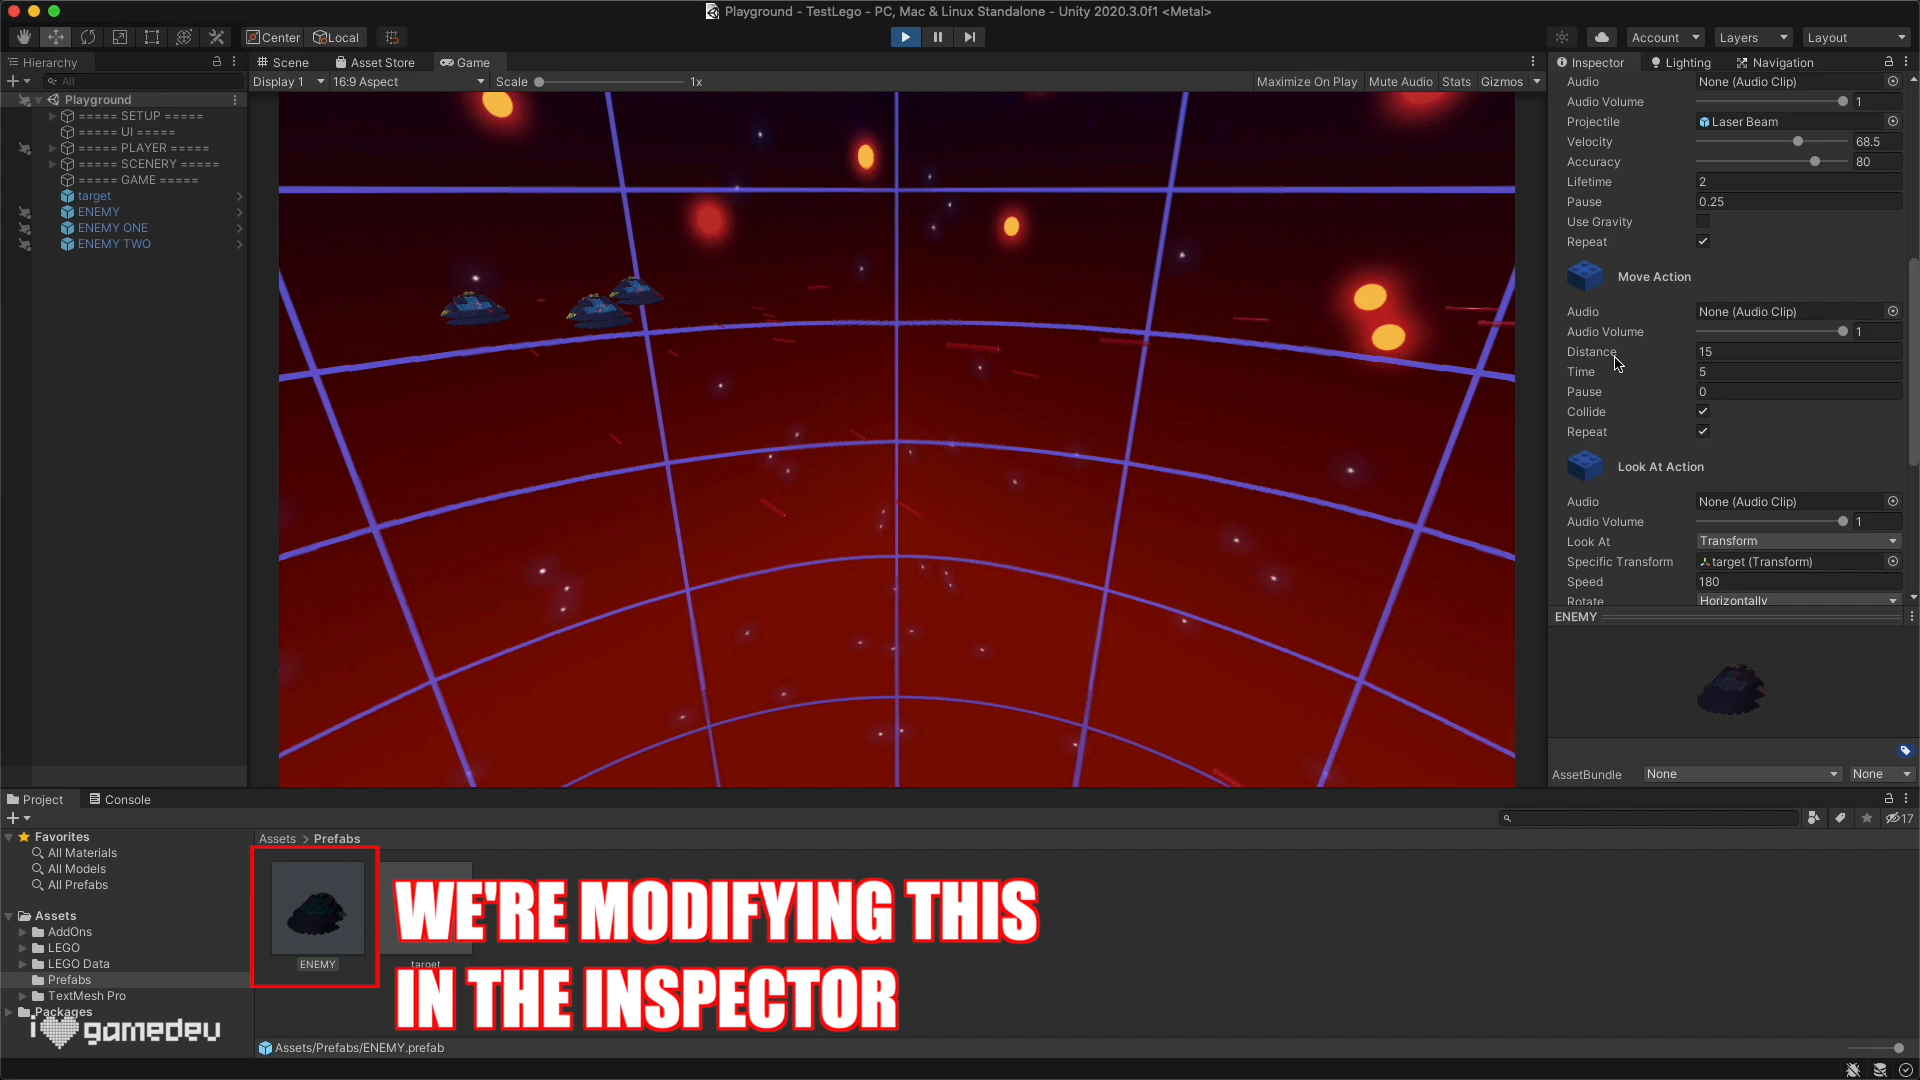 Playground - TestLego - PC, Mac & Linux Standalone - Unity 2020.3.0f1 <Metal>
Center Local
Account Layers Layout
Hierarchy
All
Playground
===== SETUP =====
===== UI =====
===== PLAYER =====
===== SCENERY =====
===== GAME =====
target
ENEMY
ENEMY ONE
ENEMY TWO
Scene Asset Store Game
Display 1 16:9 Aspect Scale 1x Maximize On Play Mute Audio Stats Gizmos
Inspector Lighting Navigation
Audio None (Audio Clip)
Audio Volume 1
Projectile Laser Beam
Velocity 68.5
Accuracy 80
Lifetime 2
Pause 0.25
Use Gravity
Repeat
Move Action
Audio None (Audio Clip)
Audio Volume 1
Distance 15
Time 5
Pause 0
Collide
Repeat
Look At Action
Audio None (Audio Clip)
Audio Volume 1
Look At Transform
Specific Transform target (Transform)
Speed 180
Rotate Horizontally
ENEMY
AssetBundle None None
Project Console
17
Favorites
All Materials
All Models
All Prefabs
Assets
AddOns
LEGO
LEGO Data
Prefabs
TextMesh Pro
Packages
i gamedev
Assets > Prefabs
ENEMY
target
WE'RE MODIFYING THIS
IN THE INSPECTOR
Assets/Prefabs/ENEMY.prefab